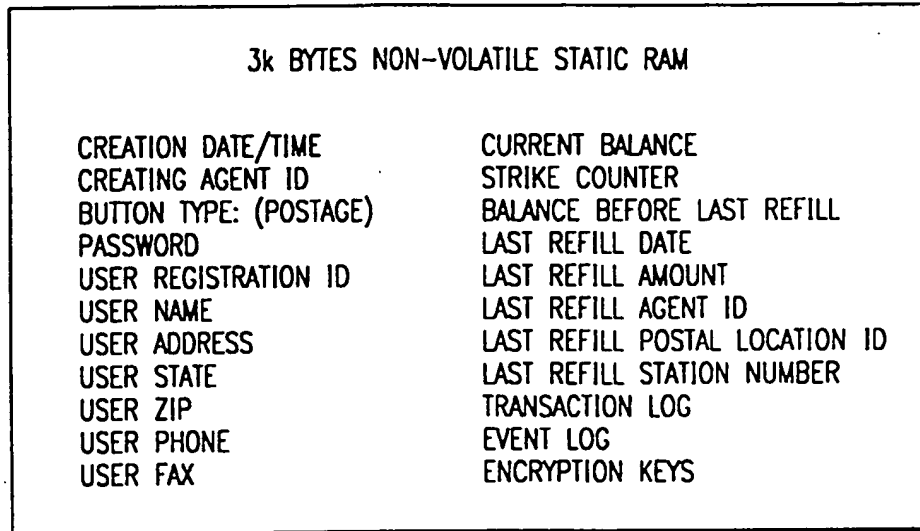 3k BYTES NON-VOLATILE STATIC RAM
CREATION DATE/TIME
CREATING AGENT ID
BUTTON TYPE: (POSTAGE)
PASSWORD
USER REGISTRATION ID
USER NAME
USER ADDRESS
USER STATE
USER ZIP
USER PHONE
USER FAX
CURRENT BALANCE
STRIKE COUNTER
BALANCE BEFORE LAST REFILL
LAST REFILL DATE
LAST REFILL AMOUNT
LAST REFILL AGENT ID
LAST REFILL POSTAL LOCATION ID
LAST REFILL STATION NUMBER
TRANSACTION LOG
EVENT LOG
ENCRYPTION KEYS